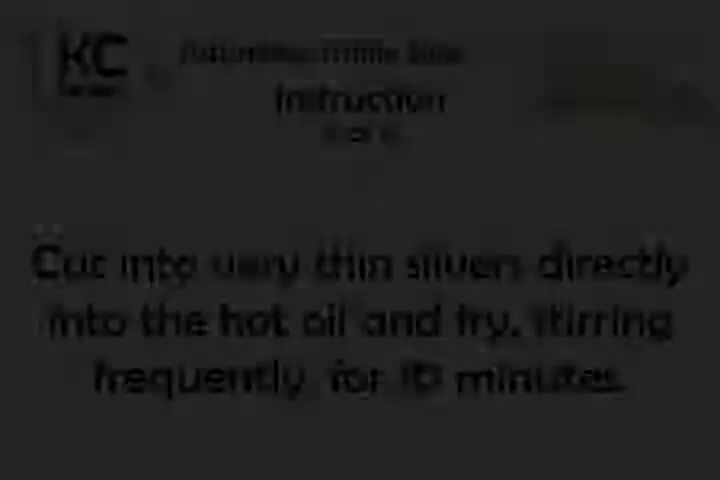 KC
Instruction
Cut into very thin slivers directly
into the hot oil and fry, stirring
frequently, for 10 minutes.